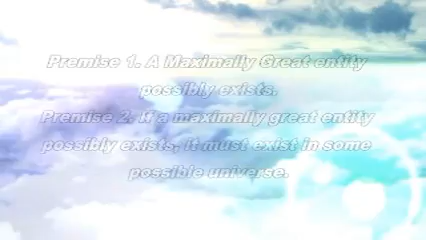 Premise 1. A Maximally Great entity
possibly exists.
Premise 2. If a maximally great entity
possibly exists, it must exist in some
possible universe.